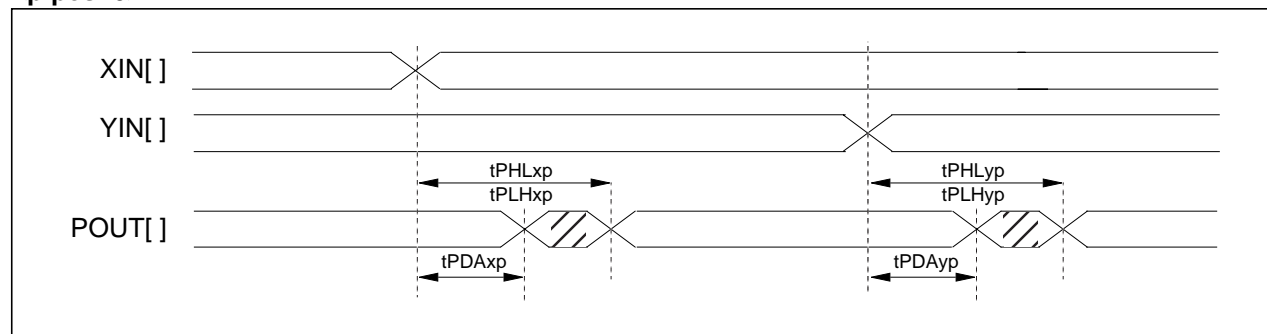 XIN[ ]
YIN[ ]
tPHLxp
tPHLyp
tPLHxp
tPLHyp
POUT[ ]
tPDAxp
tPDAyp